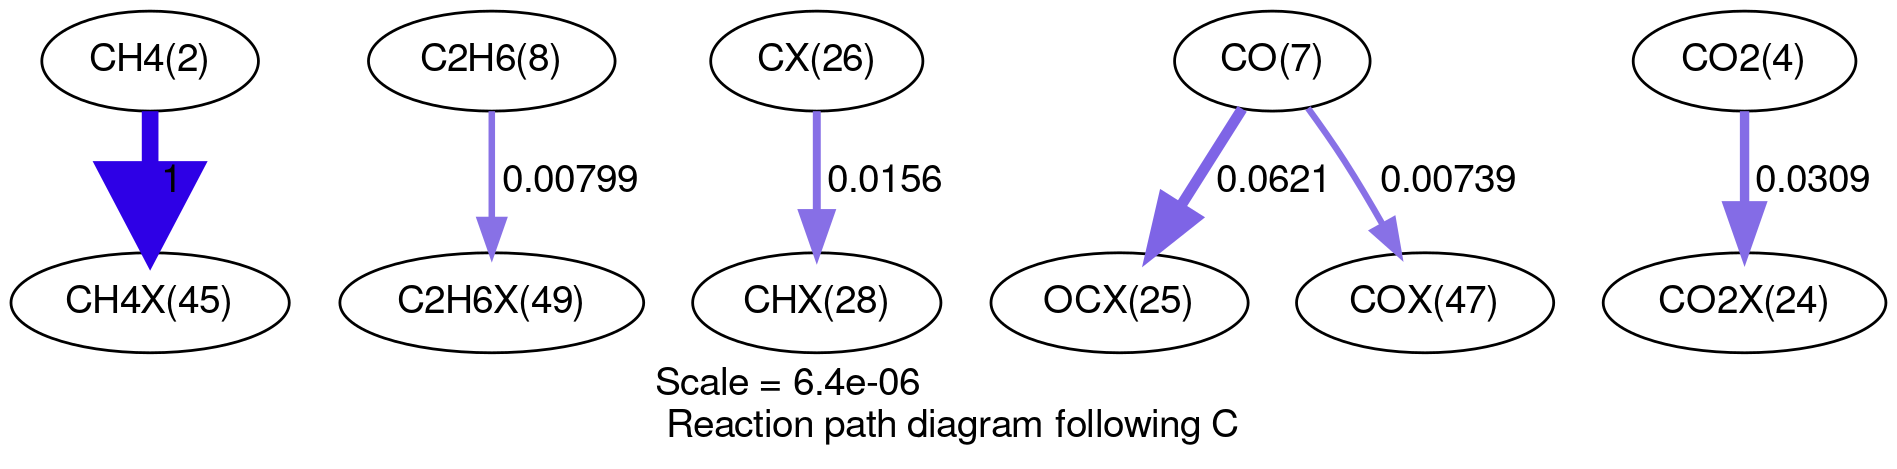 CH4(2)
C2H6(8)
CX(26)
CO(7)
CO2(4)
1
0.00799
0.0156
0.0621
0.00739
0.0309
CH4X(45)
C2H6X(49)
CHX(28)
OCX(25)
COX(47)
CO2X(24)
Scale = 6.4e-06
Reaction path diagram following C